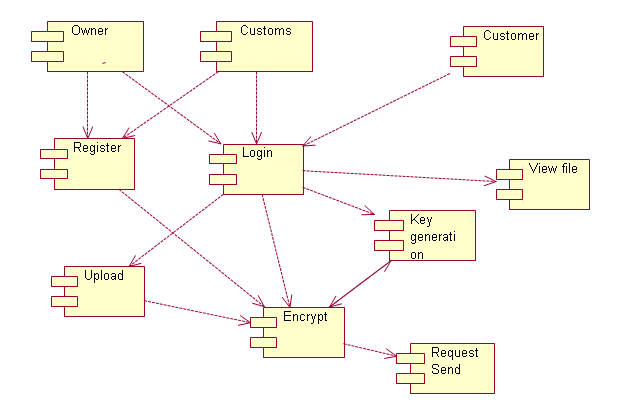 Owner
Customs
Customer
Register
Login
View file
Key
generati
on
Upload
Encrypt
Request
Send